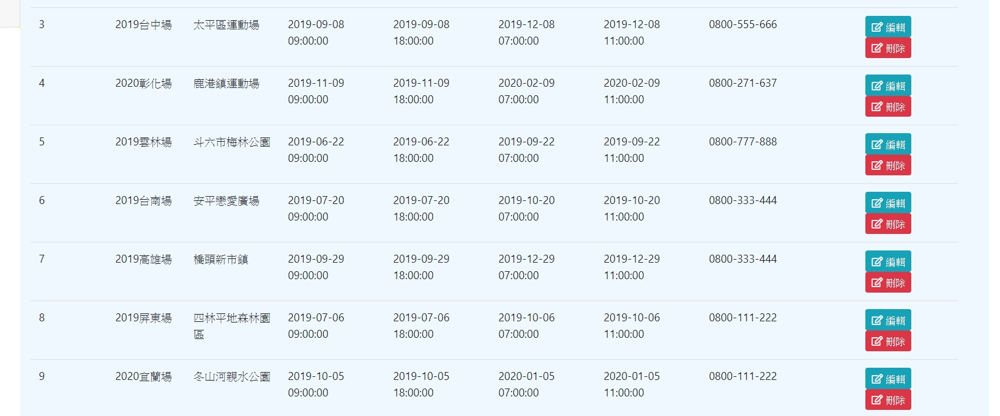 3 2019台中場 太平區運動場 2019-09-08 2019-09-08 2019-12-08 2019-12-08 0800-555-666 編輯
09:00:00 18:00:00 07:00:00 11:00:00 刪除
4 2020彰化場 鹿港鎮運動場 2019-11-09 2019-11-09 2020-02-09 2020-02-09 0800-271-637 編輯
09:00:00 18:00:00 07:00:00 11:00:00 刪除
5 2019雲林場 斗六市梅林公園 2019-06-22 2019-06-22 2019-09-22 2019-09-22 0800-777-888 編輯
09:00:00 18:00:00 07:00:00 11:00:00 刪除
6 2019台南場 安平戀愛廣場 2019-07-20 2019-07-20 2019-10-20 2019-10-20 0800-333-444 編輯
09:00:00 18:00:00 07:00:00 11:00:00 刪除
7 2019高雄場 橋頭新市鎮 2019-09-29 2019-09-29 2019-12-29 2019-12-29 0800-333-444 編輯
09:00:00 18:00:00 07:00:00 11:00:00 刪除
8 2019屏東場 四林平地森林園 2019-07-06 2019-07-06 2019-10-06 2019-10-06 0800-111-222 編輯
區 09:00:00 18:00:00 07:00:00 11:00:00 刪除
9 2020宜蘭場 冬山河親水公園 2019-10-05 2019-10-05 2020-01-05 2020-01-05 0800-111-222 編輯
09:00:00 18:00:00 07:00:00 11:00:00 刪除